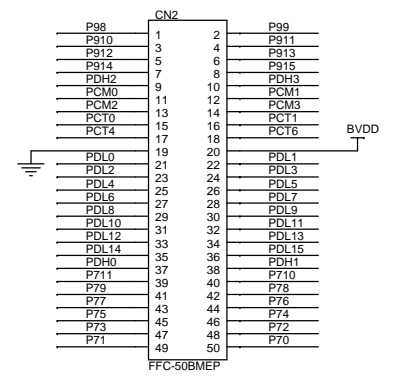 CN2
P98 1 2 P99
P910 3 4 P911
P912 5 6 P913
P914 7 8 P915
PDH2 9 10 PDH3
PCM0 11 12 PCM1
PCM2 13 14 PCM3
PCT0 15 16 PCT1
PCT4 17 18 PCT6
BVDD
19 20
PDL0 21 22 PDL1
PDL2 23 24 PDL3
PDL4 25 26 PDL5
PDL6 27 28 PDL7
PDL8 29 30 PDL9
PDL10 31 32 PDL11
PDL12 33 34 PDL13
PDL14 35 36 PDL15
PDH0 37 38 PDH1
P711 39 40 P710
P79 41 42 P78
P77 43 44 P76
P75 45 46 P74
P73 47 48 P72
P71 49 50 P70
FFC-50BMEP